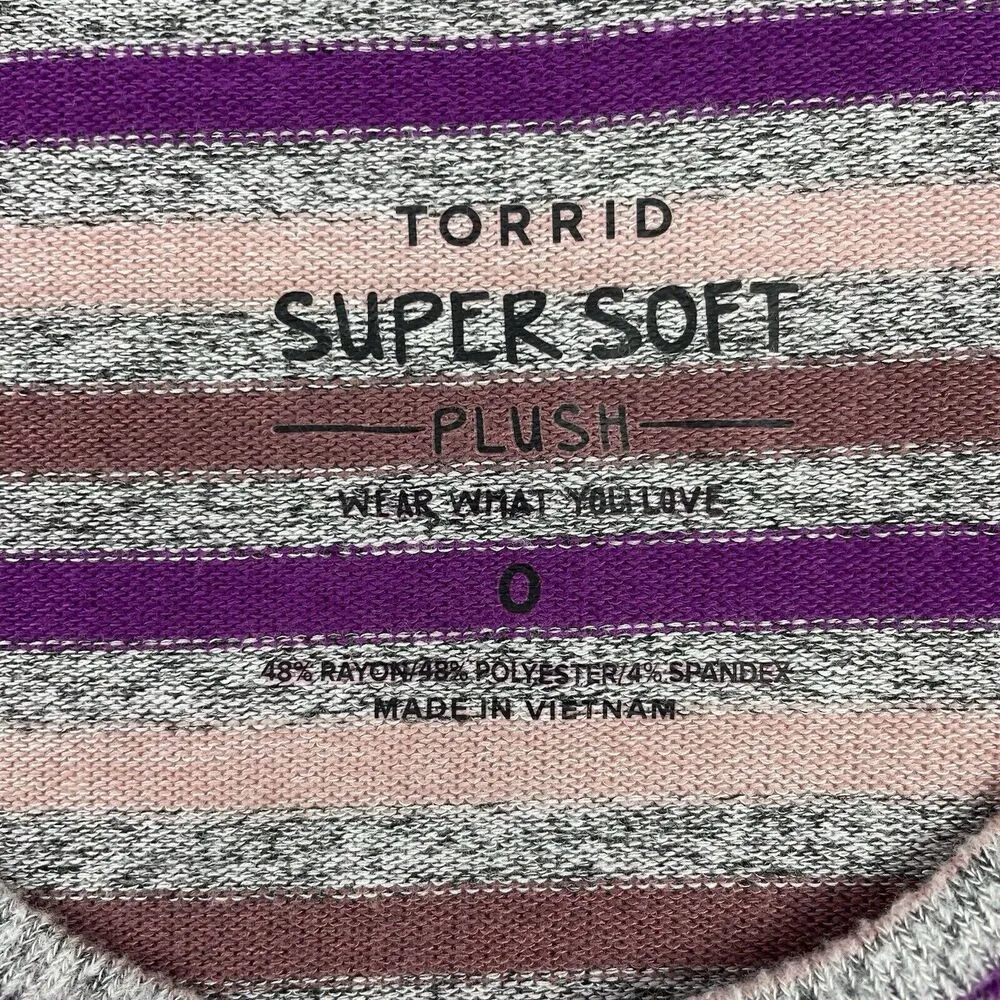 TORRID
SUPER SOFT
PLUSH
WEAR WHAT YOU LOVE
0
48% RAYON/48% POLYESTER/4% SPANDEX
MADE IN VIETNAM